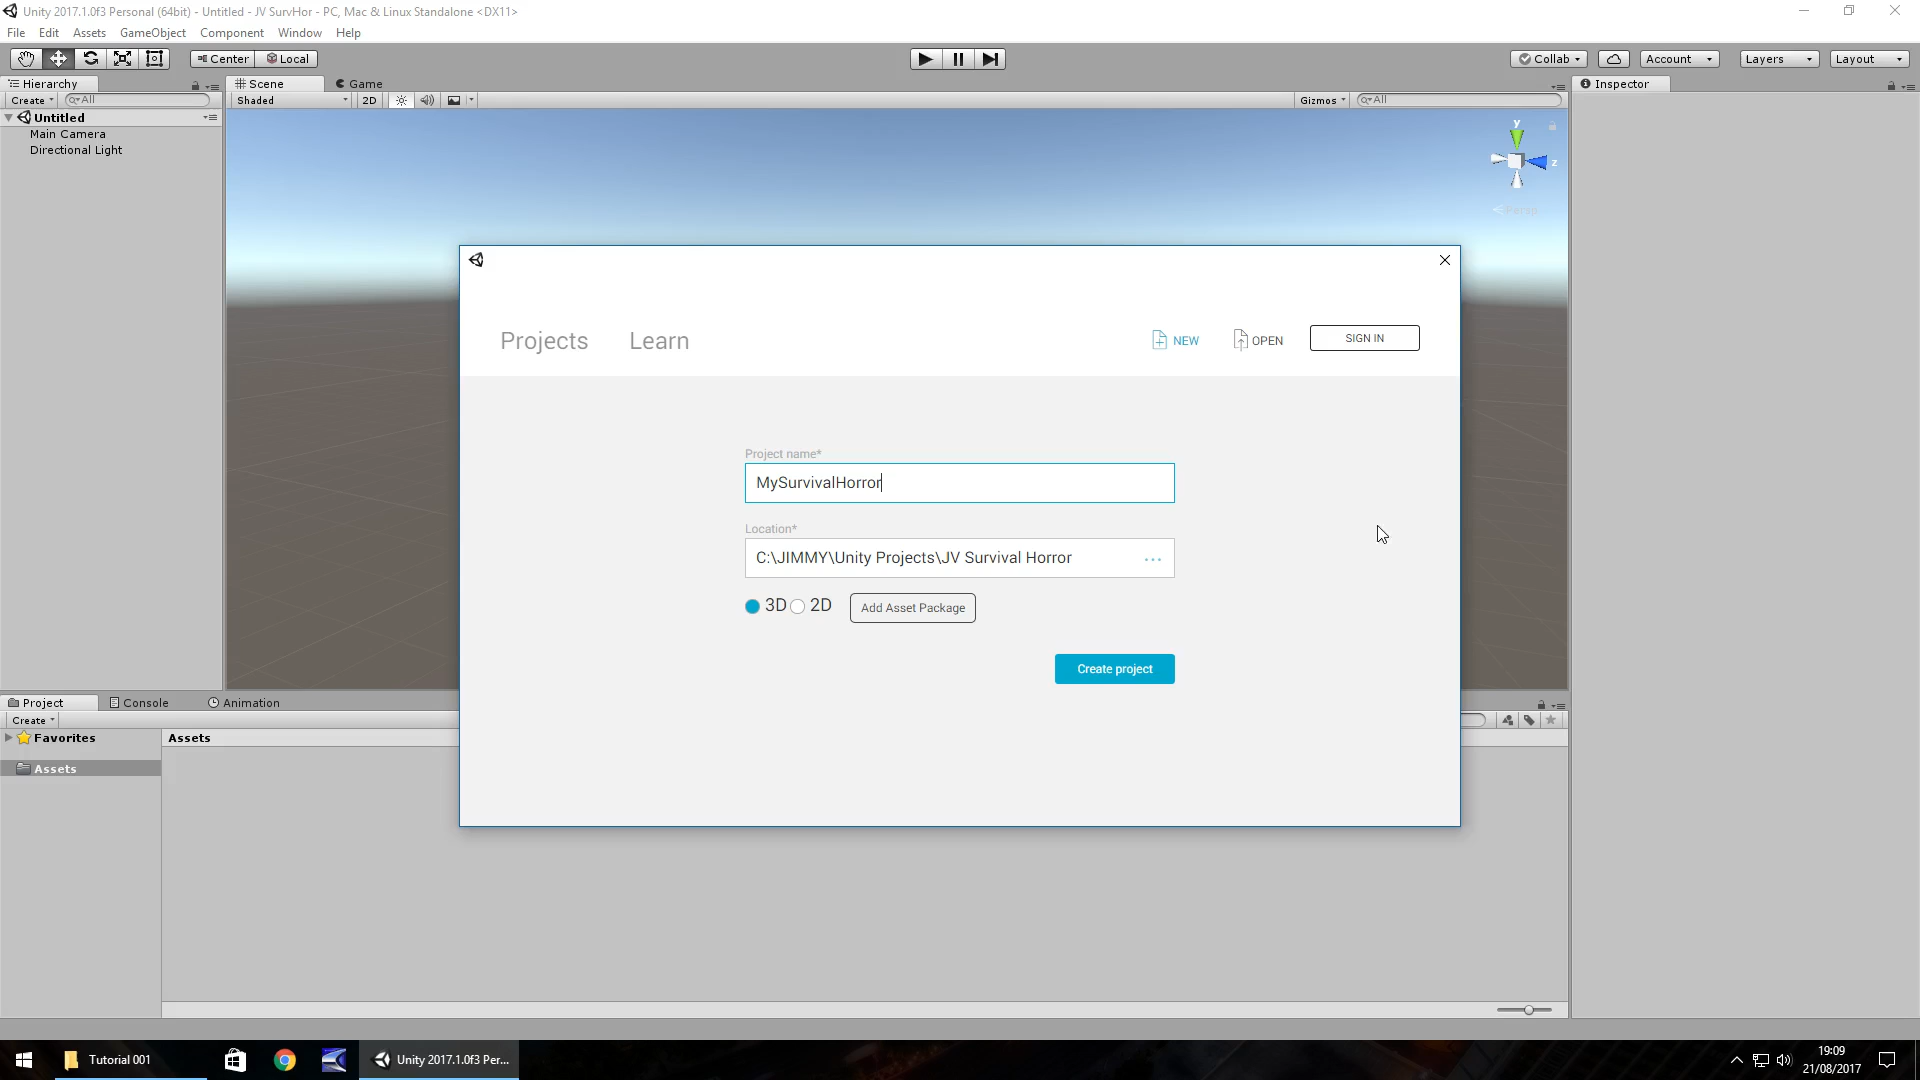 Unity 2017.1.0f3 Personal (64bit) - Untitled - JV SurvHor - PC, Mac & Linux Standalone <DX11>
File Edit Assets GameObject Component Window Help
Center Local Collab Account Layers Layout
Hierarchy Scene Game Inspector
Create All Shaded 2D Gizmos All
Untitled
Main Camera
Directional Light
y
z
Persp
Projects Learn NEW OPEN SIGN IN
Project name*
MySurvivalHorror
Location*
C:\JIMMY\Unity Projects\JV Survival Horror ...
3D 2D Add Asset Package
Create project
Project Console Animation
Create
Favorites Assets
Assets
Tutorial 001 Unity 2017.1.0f3 Per... 19:09
21/08/2017